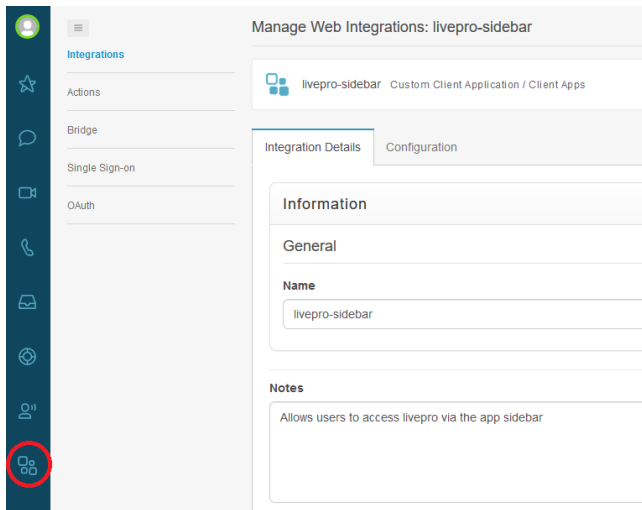 Manage Web Integrations: livepro-sidebar
Integrations
Actions
Bridge
Single Sign-on
OAuth
livepro-sidebar Custom Client Application / Client Apps
Integration Details Configuration
Information
General
Name
livepro-sidebar
Notes
Allows users to access livepro via the app sidebar